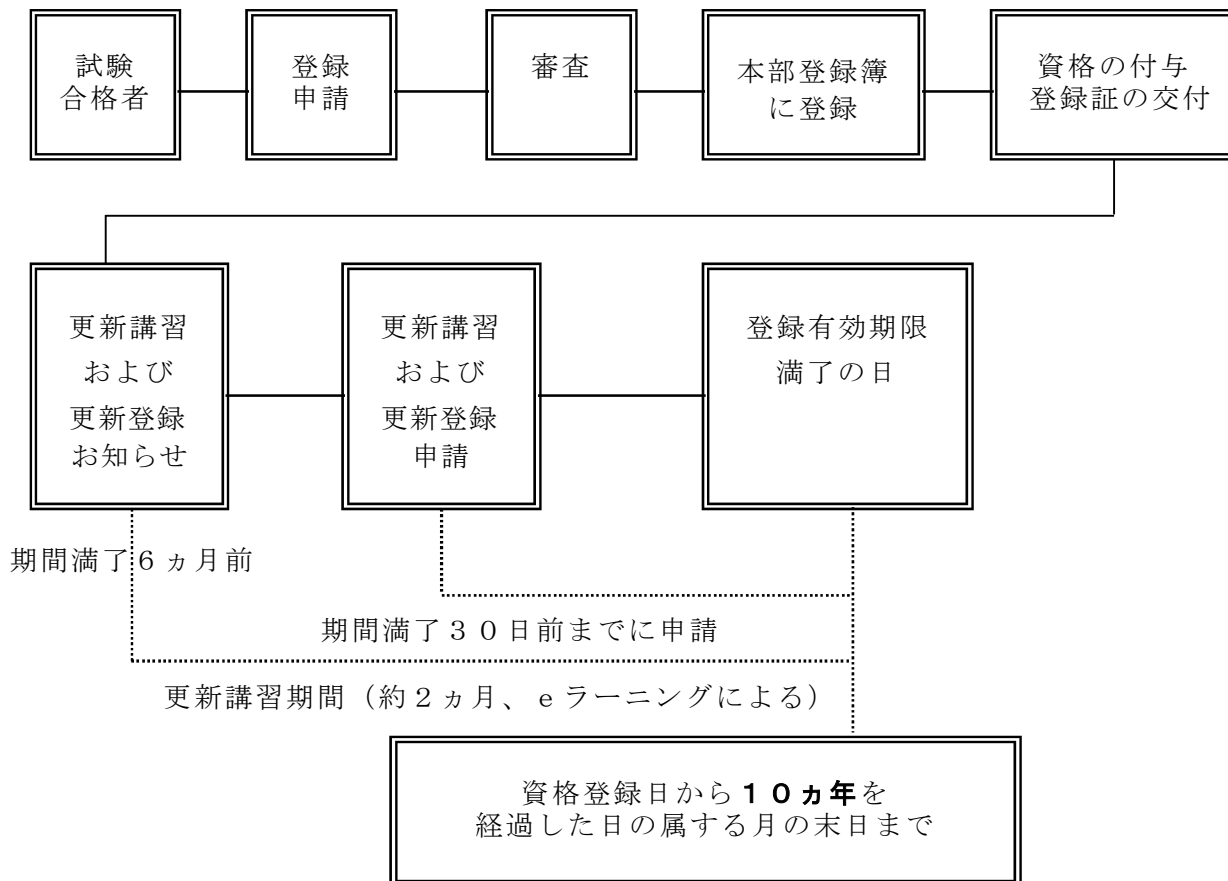 試験
合格者
登録
申請
審査
本部登録簿
に登録
資格の付与
登録証の交付
更新講習
および
更新登録
お知らせ
更新講習
および
更新登録
申請
登録有効期限
満了の日
期間満了６ヵ月前
期間満了３０日前までに申請
更新講習期間（約２ヵ月、ｅラーニングによる）
資格登録日から１０ヵ年を
経過した日の属する月の末日まで